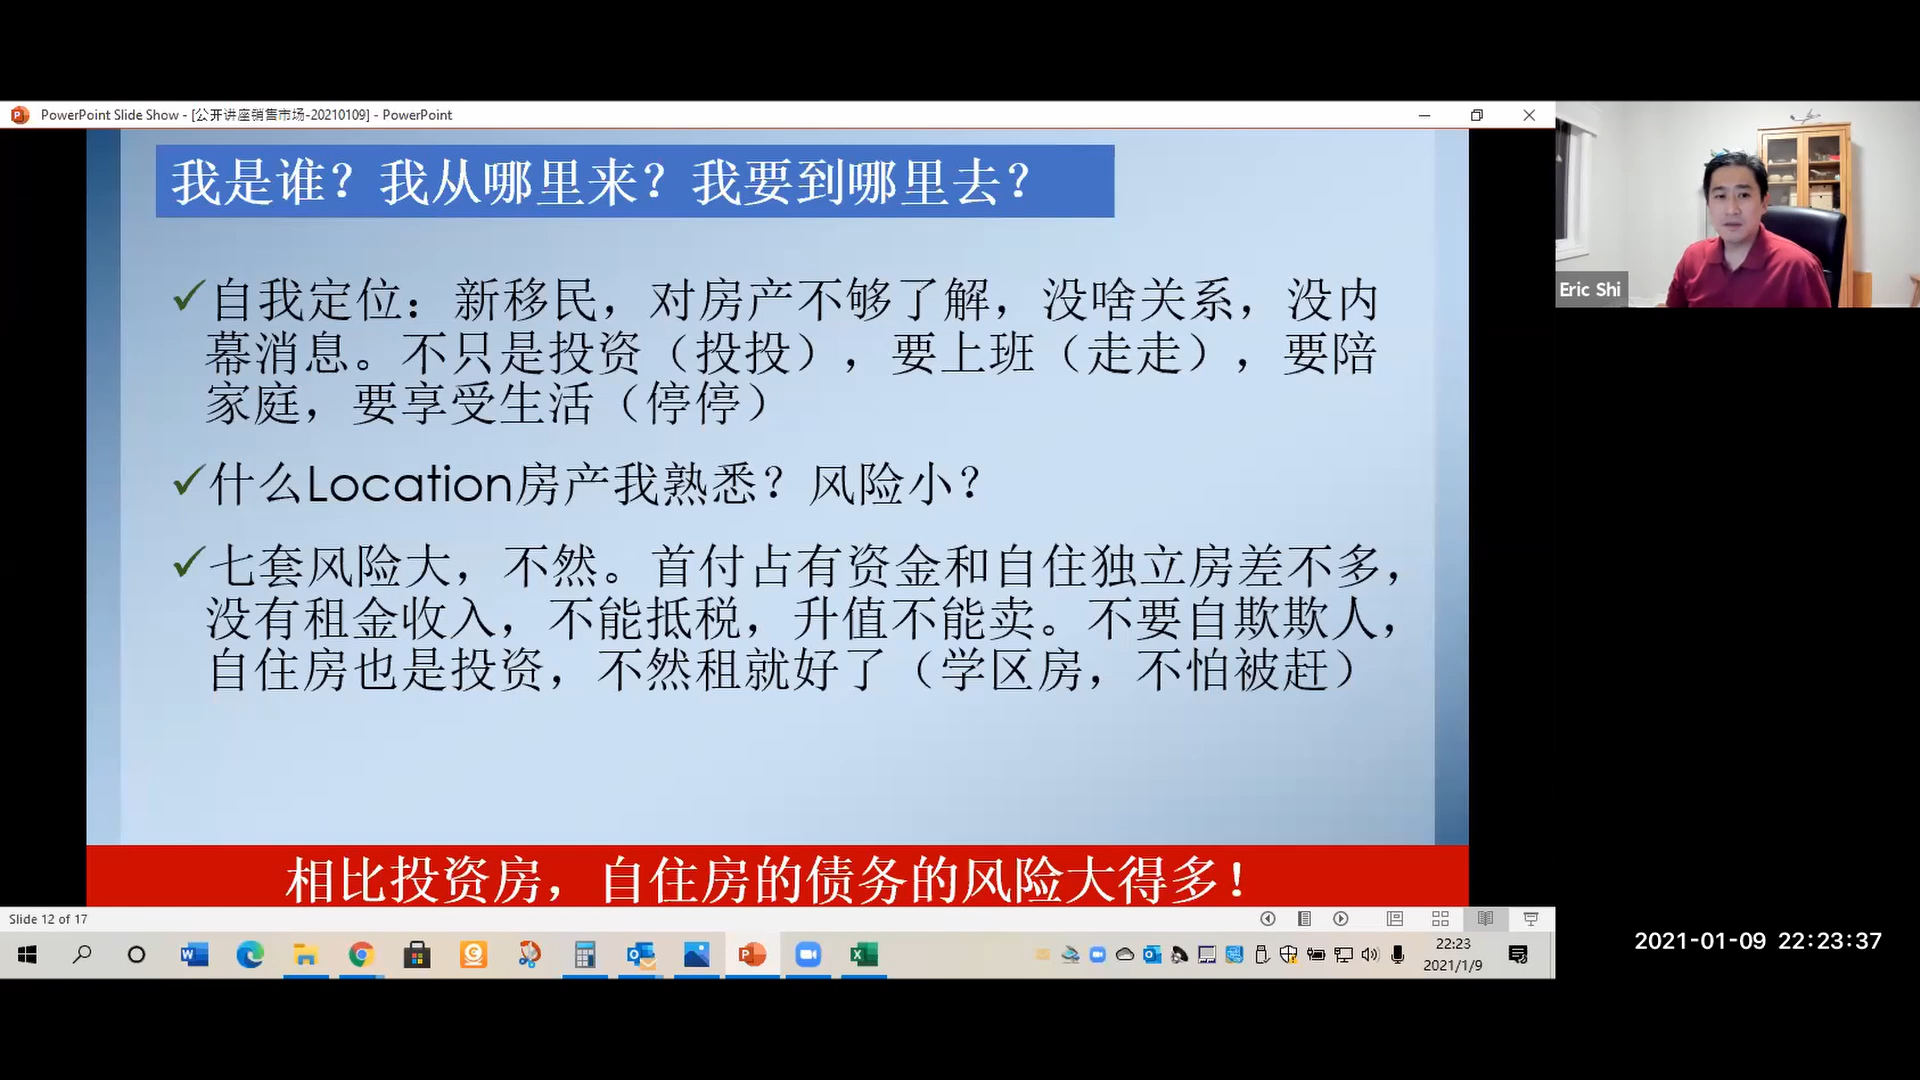 PowerPoint Slide Show - [公开讲座销售市场-20210109] - PowerPoint
我是谁？我从哪里来？我要到哪里去？
自我定位：新移民，对房产不够了解，没啥关系，没内
幕消息。不只是投资（投投），要上班（走走），要陪
家庭，要享受生活（停停）
什么Location房产我熟悉？风险小？
七套风险大，不然。首付占有资金和自住独立房差不多，
没有租金收入，不能抵税，升值不能卖。不要自欺欺人，
自住房也是投资，不然租就好了（学区房，不怕被赶）
相比投资房，自住房的债务的风险大得多！
Eric Shi
Slide 12 of 17
22:23
2021/1/9
2021-01-09 22:23:37